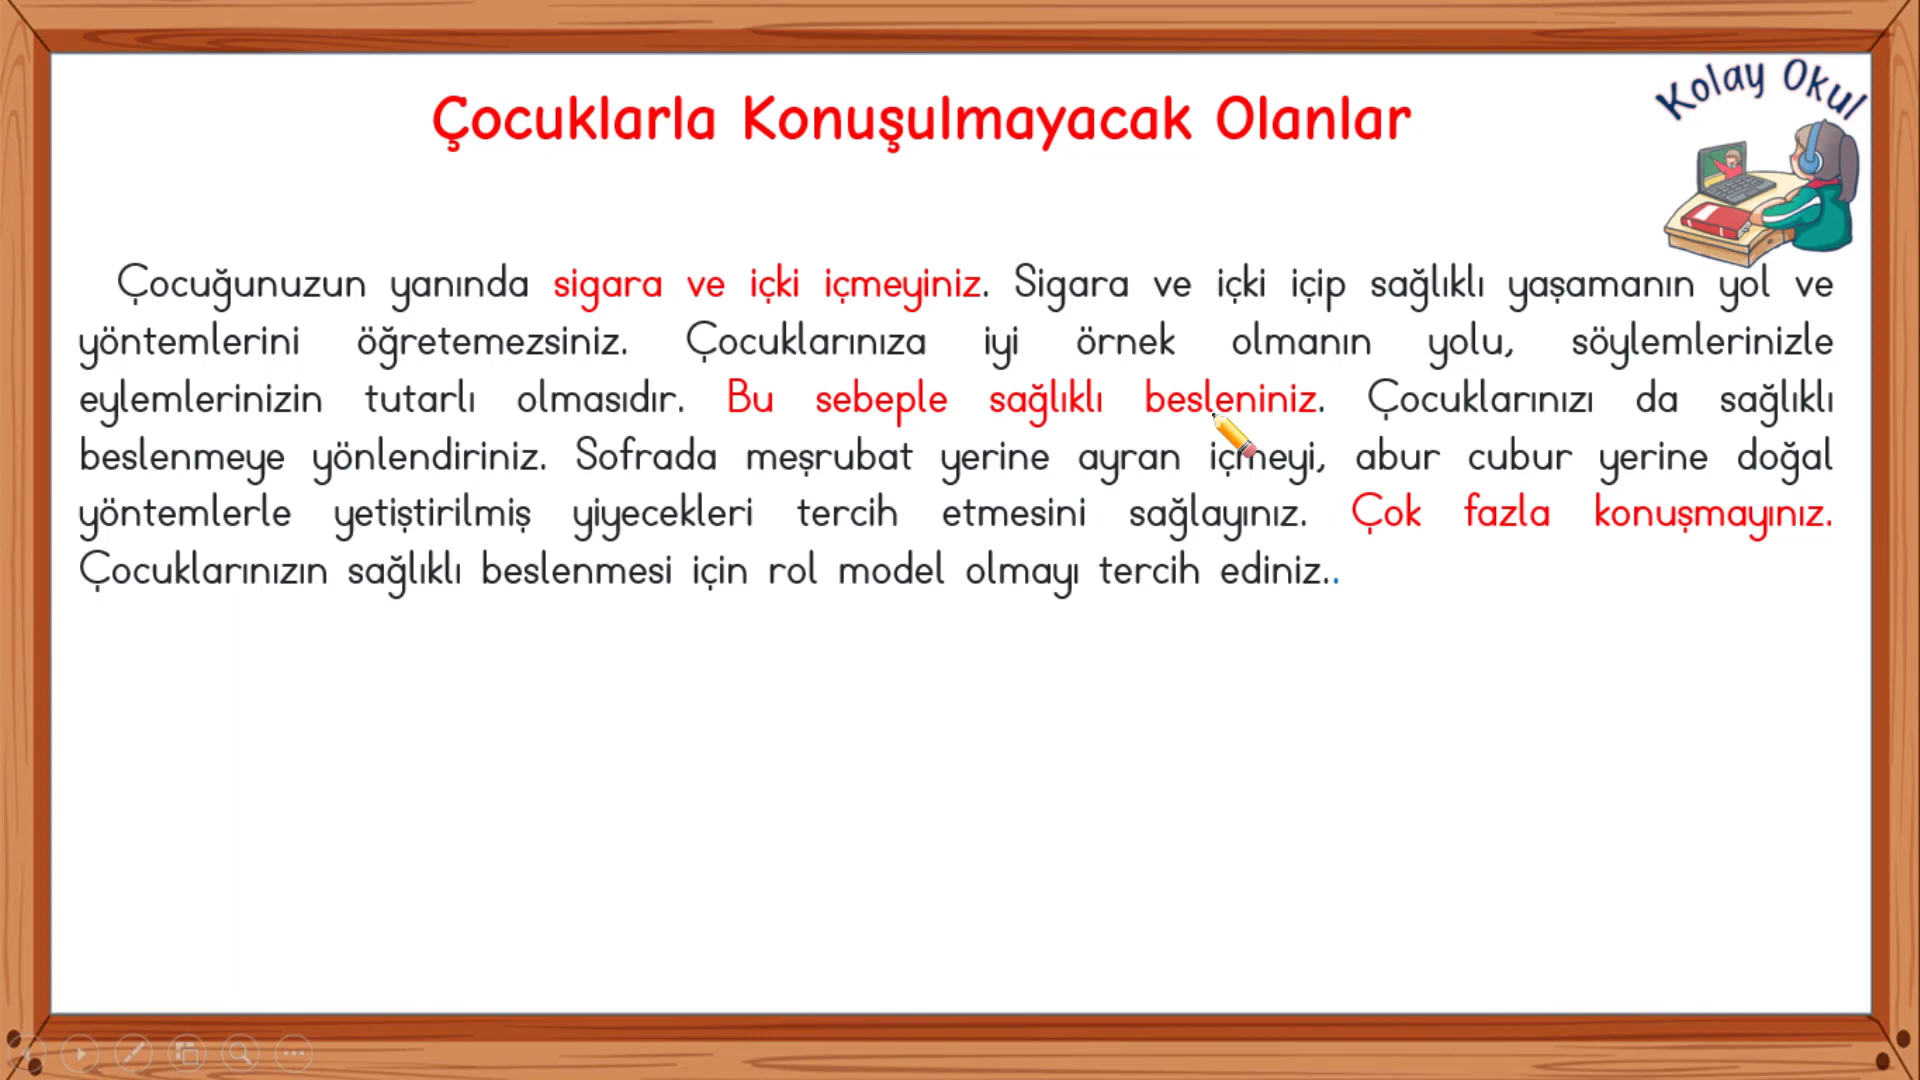 Kolay Okul
Çocuklarla Konuşulmayacak Olanlar
Çocuğunuzun yanında sigara ve içki içmeyiniz. Sigara ve içki içip sağlıklı yaşamanın yol ve
yöntemlerini öğretemezsiniz. Çocuklarınıza iyi örnek olmanın yolu, söylemlerinizle
eylemlerinizin tutarlı olmasıdır. Bu sebeple sağlıklı besleniniz. Çocuklarınızı da sağlıklı
beslenmeye yönlendiriniz. Sofrada meşrubat yerine ayran içmeyi, abur cubur yerine doğal
yöntemlerle yetiştirilmiş yiyecekleri tercih etmesini sağlayınız. Çok fazla konuşmayınız.
Çocuklarınızın sağlıklı beslenmesi için rol model olmayı tercih ediniz..